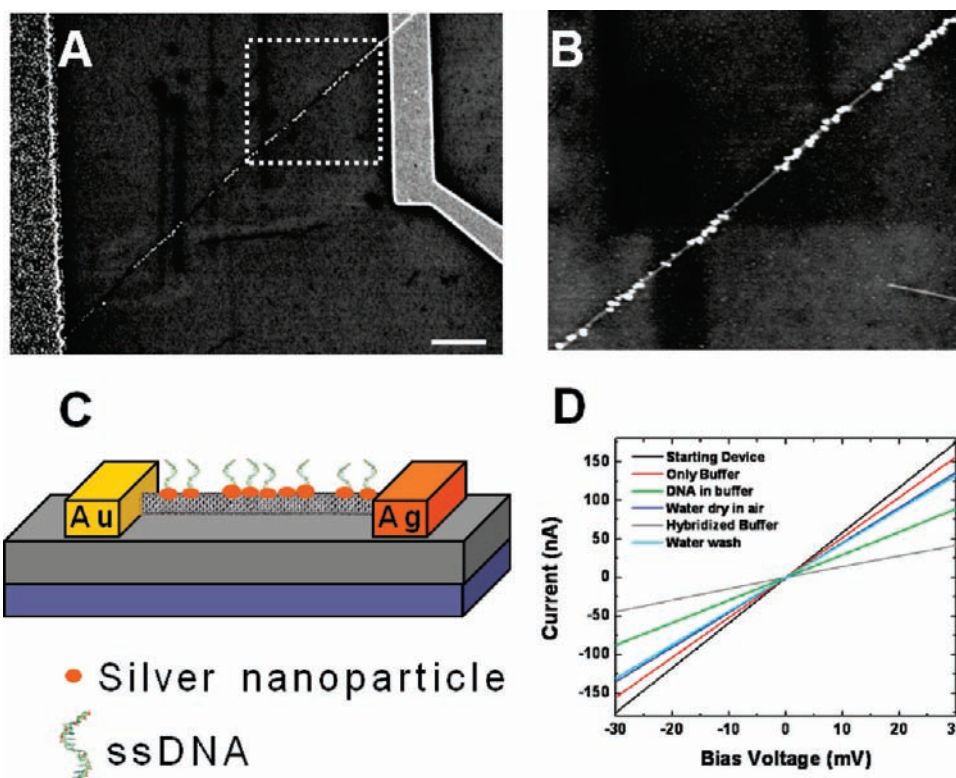 A
B
C
Au
Ag
Silver nanoparticle
ssDNA
D
Starting Device
Only Buffer
DNA in buffer
Water dry in air
Hybridized Buffer
Water wash
Current (nA)
150
100
50
0
-50
-100
-150
-30 -20 -10 0 10 20
Bias Voltage (mV)